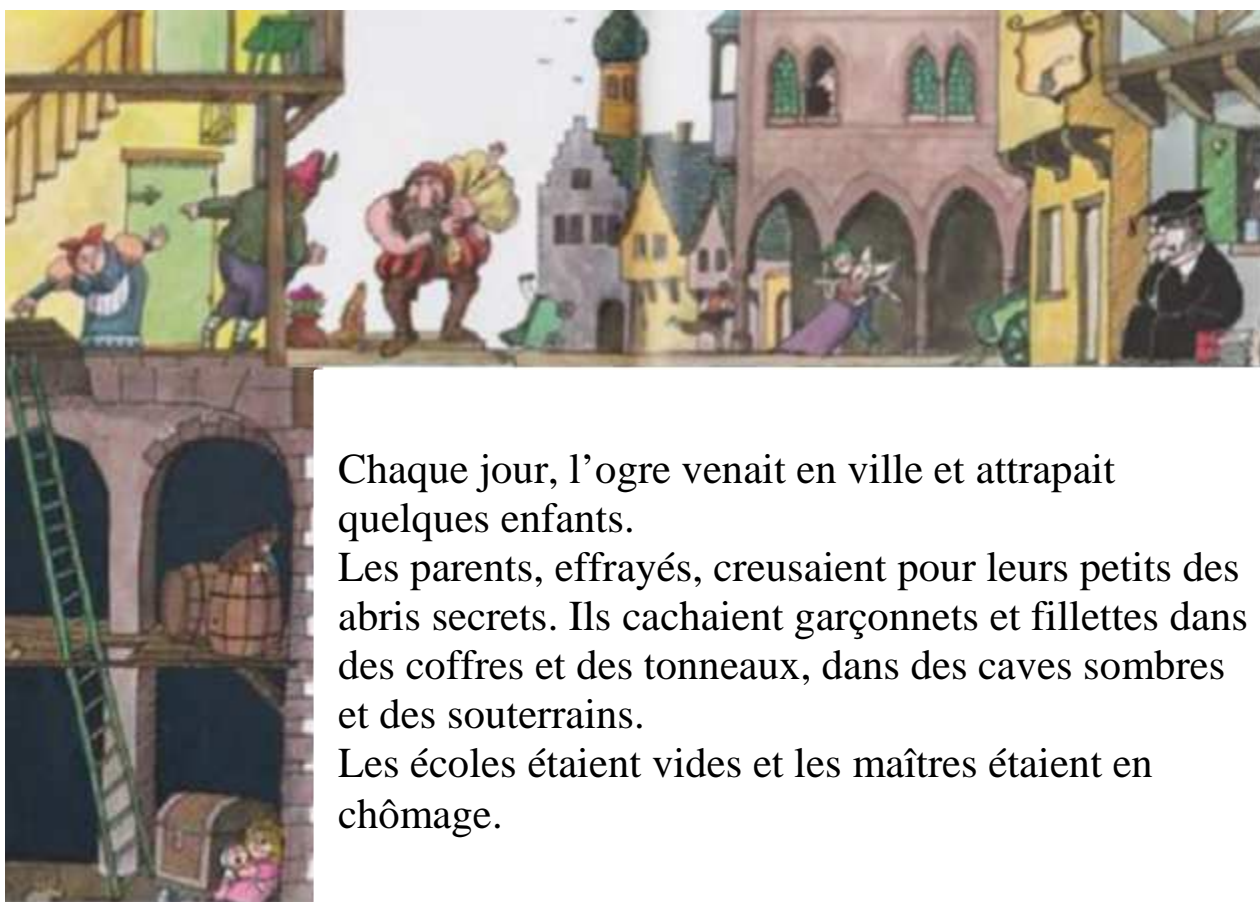 Chaque jour, l’ogre venait en ville et attrapait
quelques enfants.
Les parents, effrayés, creusaient pour leurs petits des
abris secrets. Ils cachaient garçonnets et fillettes dans
des coffres et des tonneaux, dans des caves sombres
et des souterrains.
Les écoles étaient vides et les maîtres étaient en
chômage.